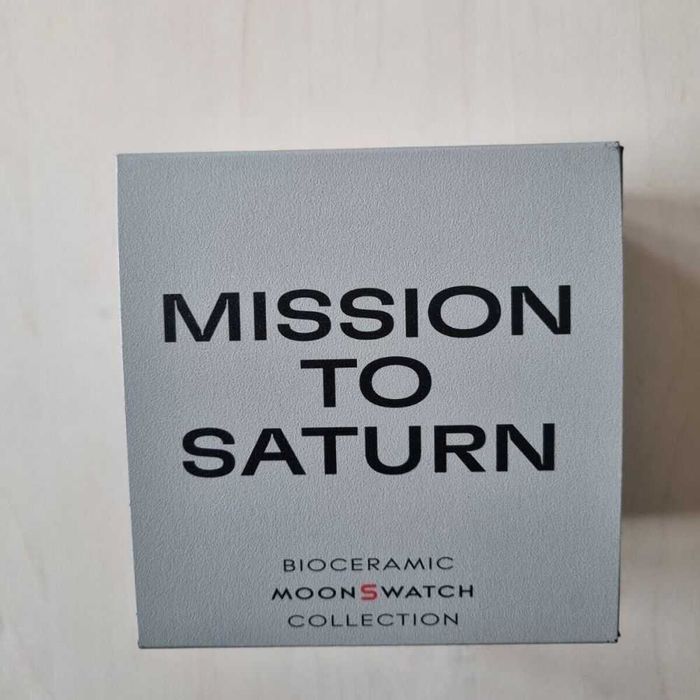 MISSION
TO
SATURN
BIOCERAMIC
MOONSWATCH
COLLECTION